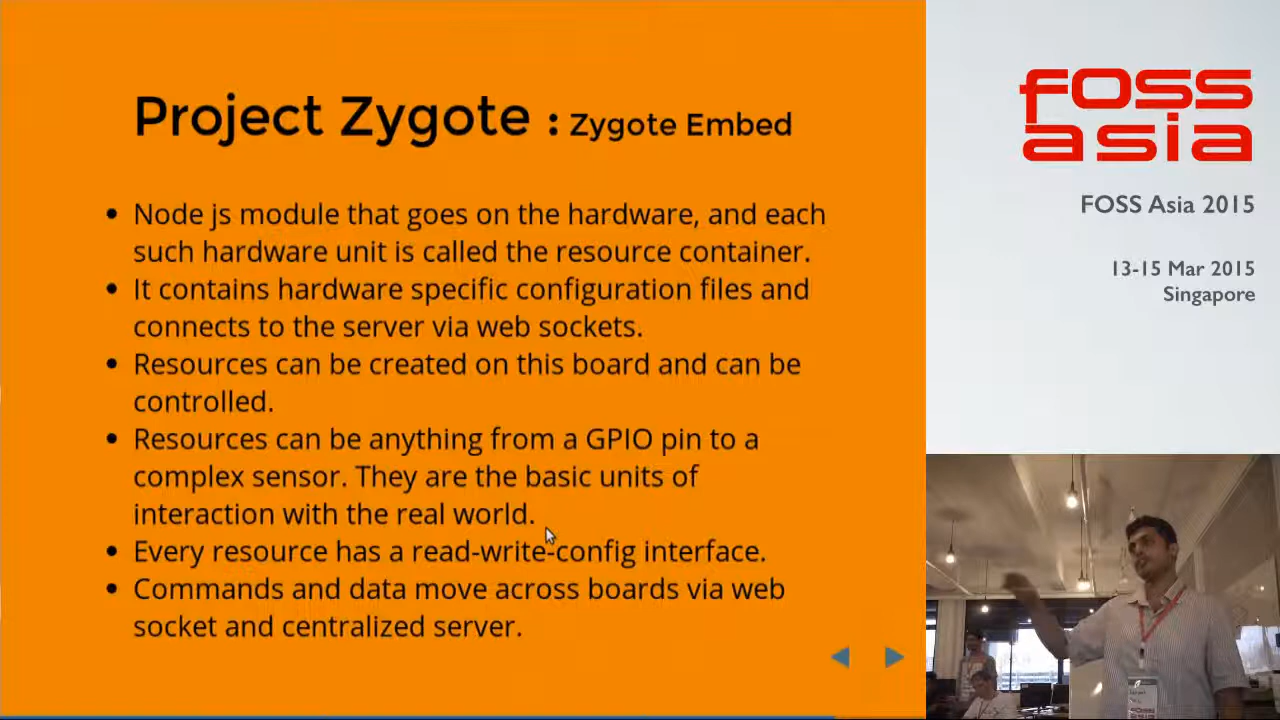 Project Zygote : Zygote Embed
• Node js module that goes on the hardware, and each
such hardware unit is called the resource container.
• It contains hardware specific configuration files and
connects to the server via web sockets.
• Resources can be created on this board and can be
controlled.
• Resources can be anything from a GPIO pin to a
complex sensor. They are the basic units of
interaction with the real world.
• Every resource has a read-write-config interface.
• Commands and data move across boards via web
socket and centralized server.
foss
asia
FOSS Asia 2015
13-15 Mar 2015
Singapore